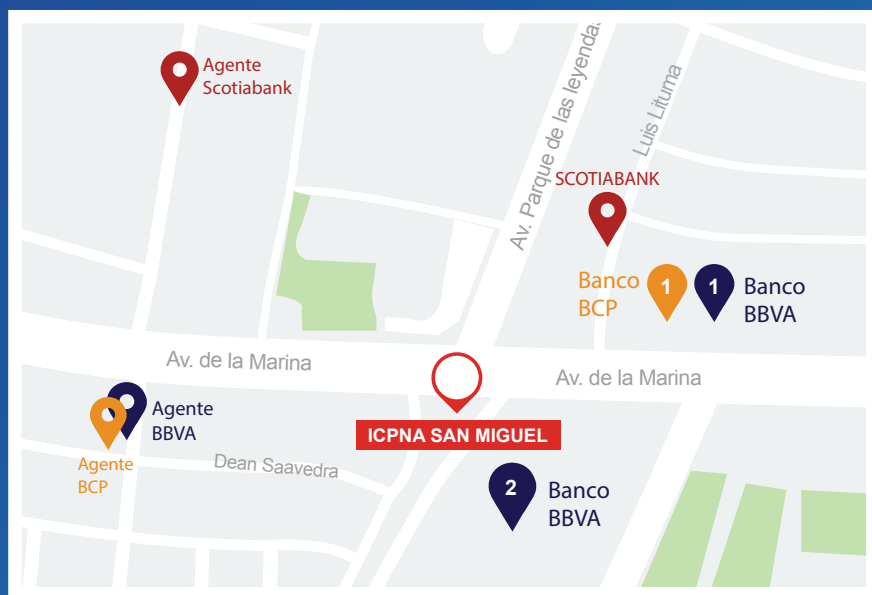 Agente
Scotiabank
Av. Parque de las leyendas
Luis Lituma
SCOTIABANK
Banco
BCP
1
1
Banco
BBVA
Av. de la Marina
Av. de la Marina
Agente
BBVA
Agente
BCP
Dean Saavedra
ICPNA SAN MIGUEL
2
Banco
BBVA